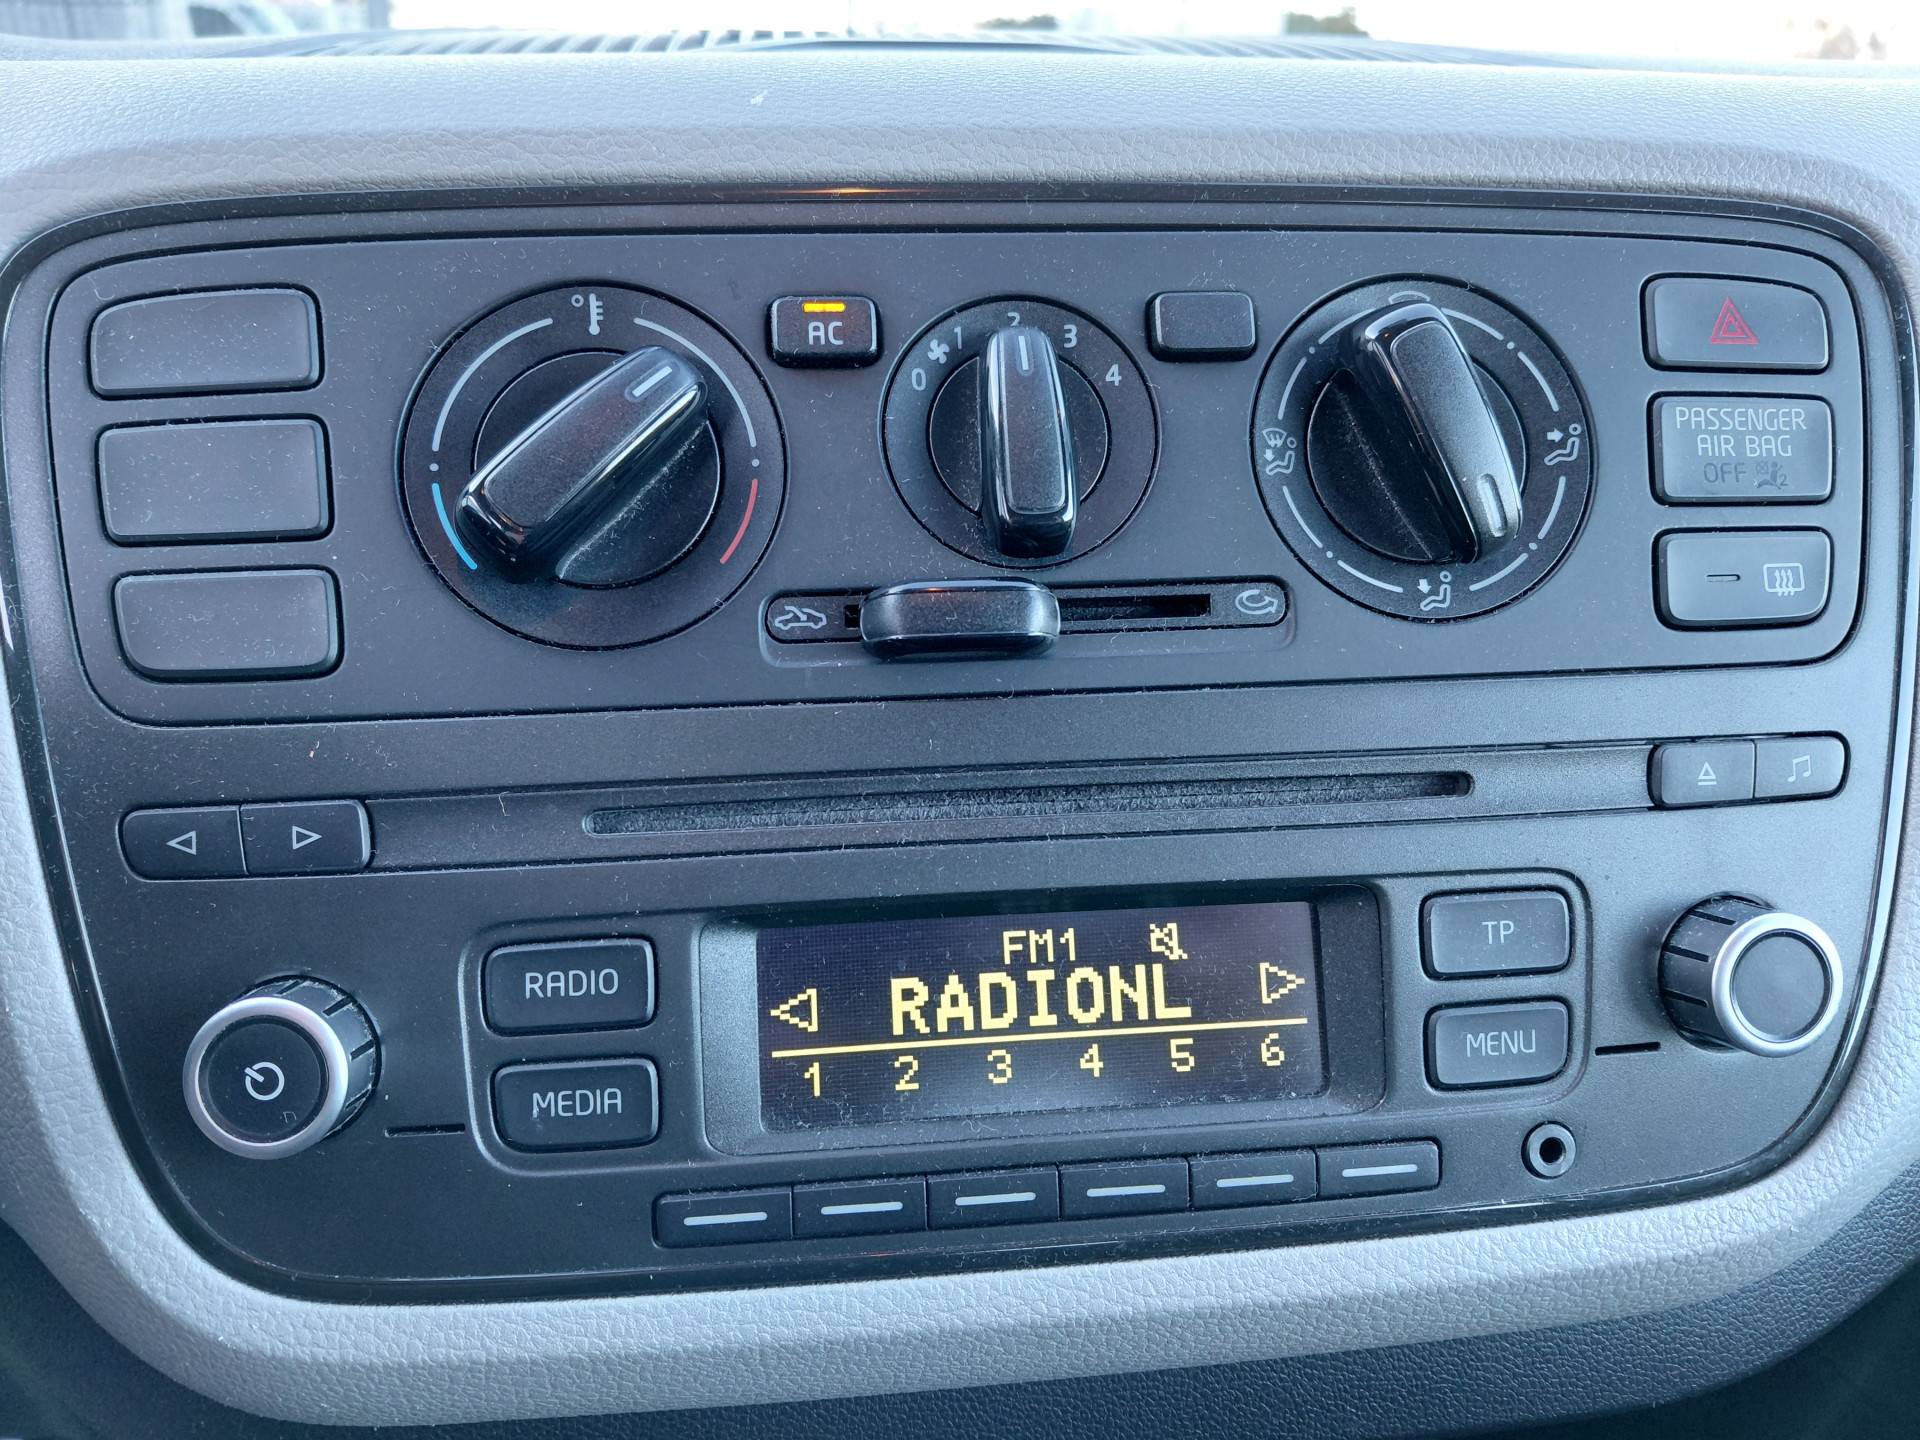 AC
0 1 2 3 4
PASSENGER
AIR BAG
OFF
2
RADIO
MEDIA
FM1
RADIONL
1 2 3 4 5 6
TP
MENU